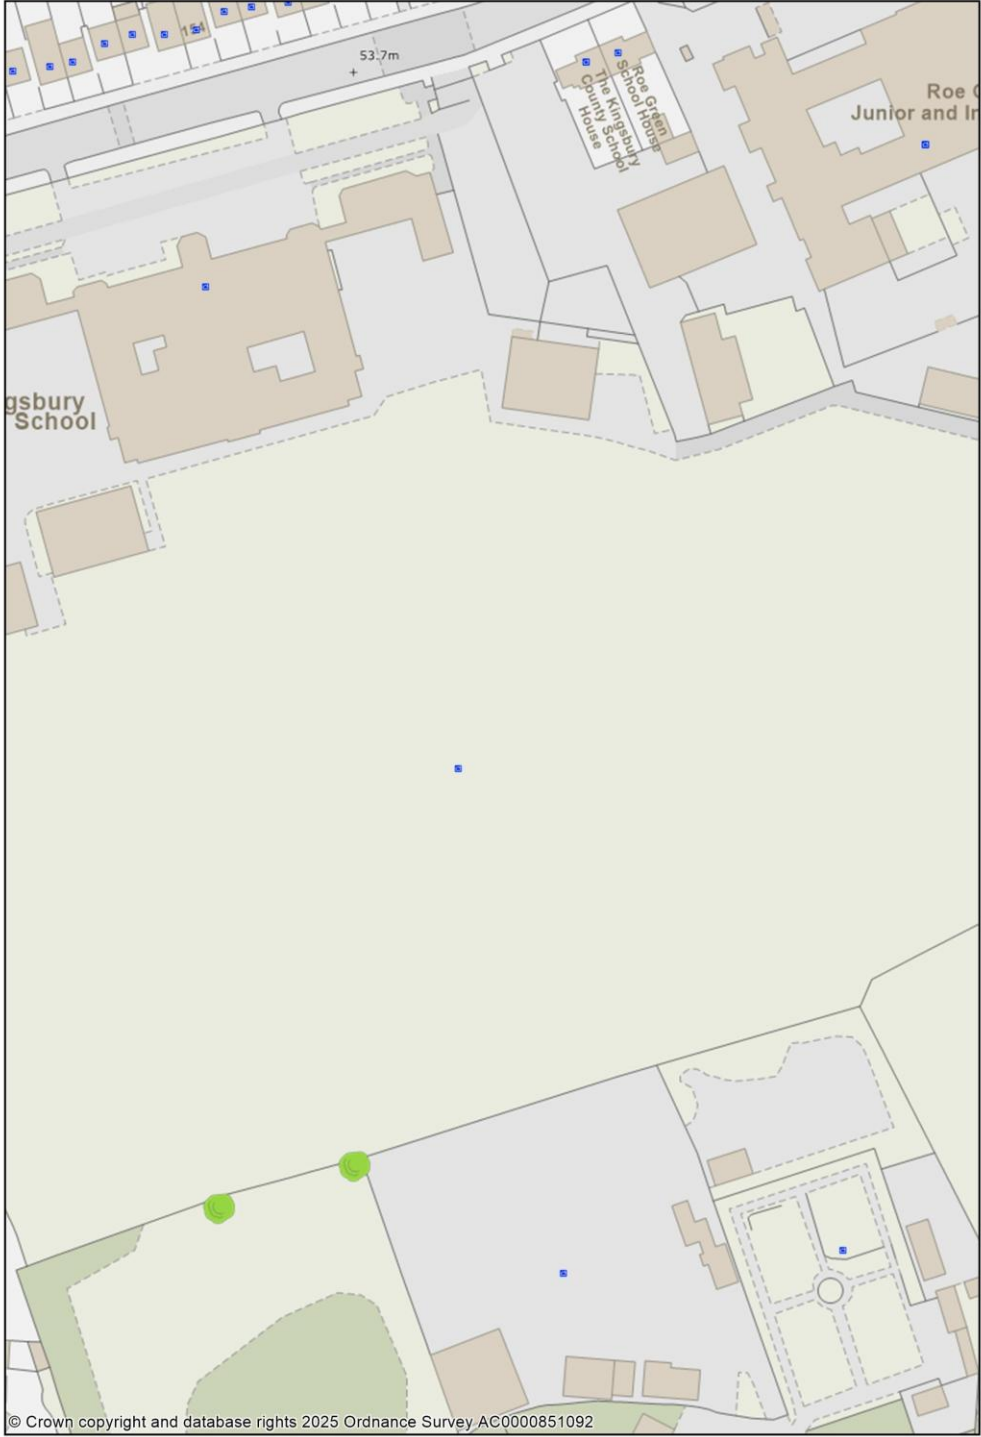 151
53.7m
Roe Green
School House
The Kingsbury
County School
House
Roe G
Junior and In
gsbury
School
© Crown copyright and database rights 2025 Ordnance Survey AC0000851092